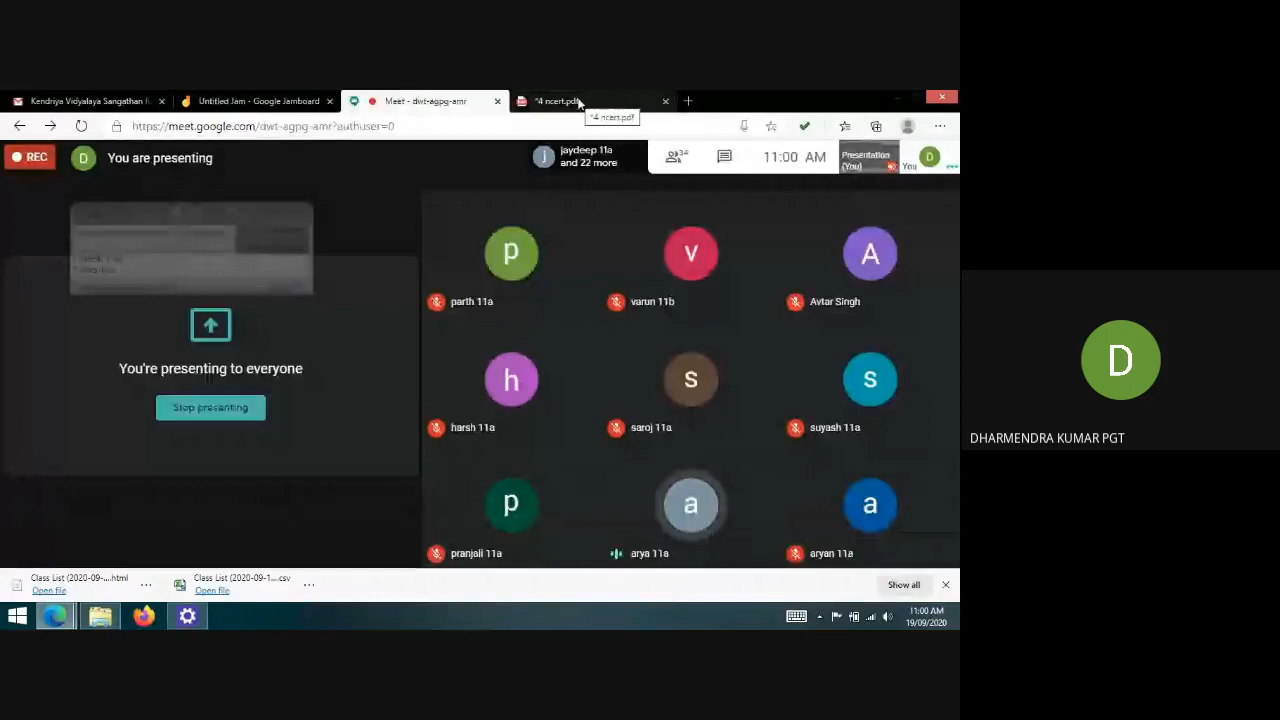 Kendriya Vidyalaya Sangathan
Untitled Jam - Google Jamboard
Meet - dwt-agpg-amr
*4 ncert.pdf
*4 ncert.pdf
https://meet.google.com/dwt-agpg-amr?authuser=0
REC
D
You are presenting
j
jaydeep 11a
and 22 more
34
11:00 AM
Presentation
(You)
You
D
p
v
A
parth 11a
varun 11b
Avtar Singh
You're presenting to everyone
Stop presenting
h
s
s
harsh 11a
saroj 11a
suyash 11a
p
a
a
pranjali 11a
arya 11a
aryan 11a
D
DHARMENDRA KUMAR PGT
Class List (2020-09-....html
Open file
Class List (2020-09-1....csv
Open file
Show all
11:00 AM
19/09/2020